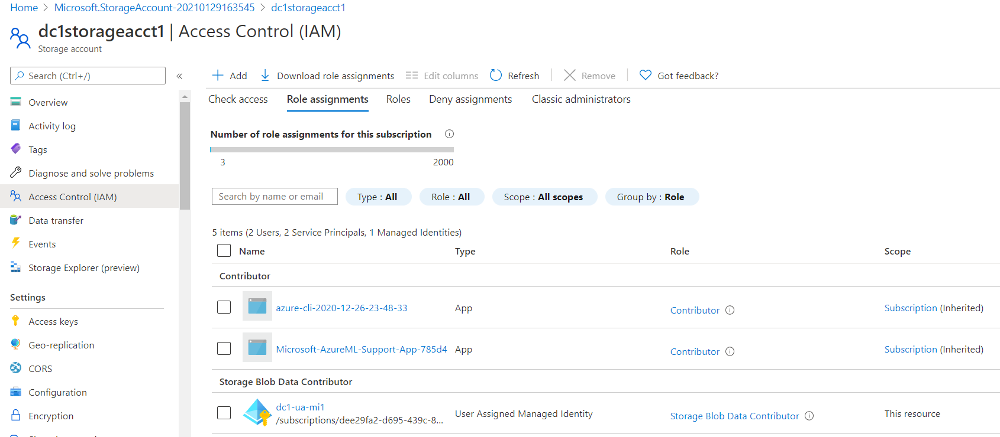 Home > Microsoft.StorageAccount-20210129163545 > dc1storageacct1
dc1storageacct1 | Access Control (IAM)
Storage account
Search (Ctrl+/)
«
Overview
Activity log
Tags
Diagnose and solve problems
Access Control (IAM)
Data transfer
Events
Storage Explorer (preview)
Settings
Access keys
Geo-replication
CORS
Configuration
Encryption
Add Download role assignments Edit columns Refresh Remove Got feedback?
Check access Role assignments Roles Deny assignments Classic administrators
Number of role assignments for this subscription
3 2000
Search by name or email Type : All Role : All Scope : All scopes Group by : Role
5 items (2 Users, 2 Service Principals, 1 Managed Identities)
Name Type Role Scope
Contributor
azure-cli-2020-12-26-23-48-33 App Contributor Subscription (Inherited)
Microsoft-AzureML-Support-App-785d4 App Contributor Subscription (Inherited)
Storage Blob Data Contributor
dc1-ua-mi1
/subscriptions/dee29fa2-d695-439c-8... User Assigned Managed Identity Storage Blob Data Contributor This resource